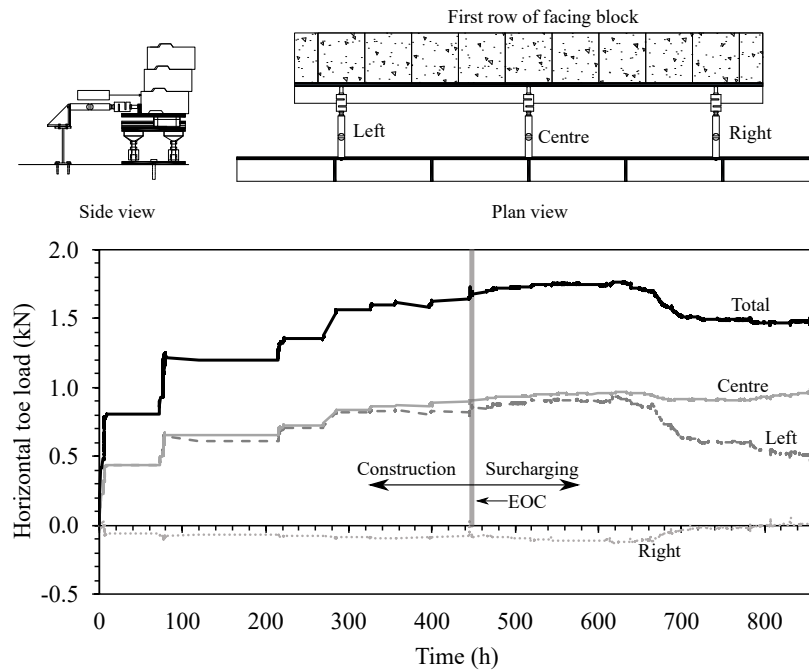 First row of facing block
Left
Centre
Right
Side view
Plan view
2.0
1.5
1.0
0.5
0.0
-0.5
Horizontal toe load (kN)
Total
Centre
Left
Construction
Surcharging
EOC
Right
0
100
200
300
400
500
600
700
800
Time (h)